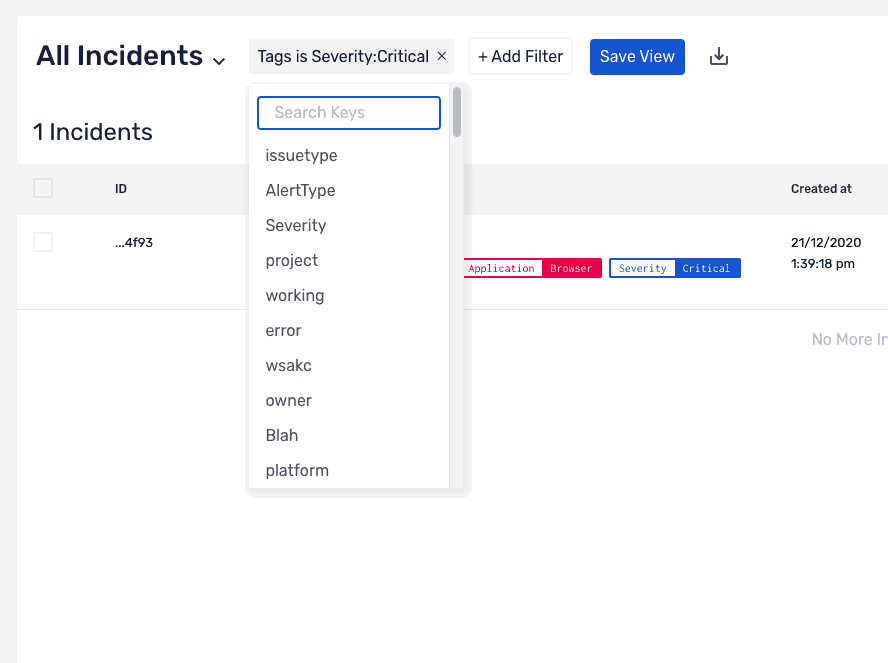 All Incidents
Tags is Severity:Critical ×
+ Add Filter
Save View
Search Keys
issuetype
AlertType
Severity
project
working
error
wsakc
owner
Blah
platform
1 Incidents
ID
Created at
...4f93
Application Browser
Severity Critical
21/12/2020
1:39:18 pm
No More In